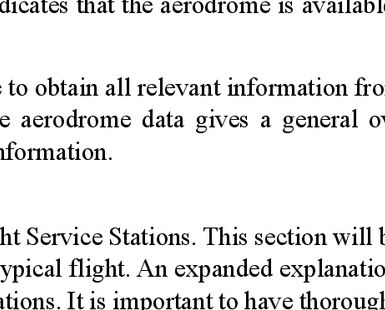 dicates that the aerodrome is available
to obtain all relevant information from
aerodrome data gives a general ov
nformation.
ht Service Stations. This section will b
ypical flight. An expanded explanatio
ations. It is important to have thorough